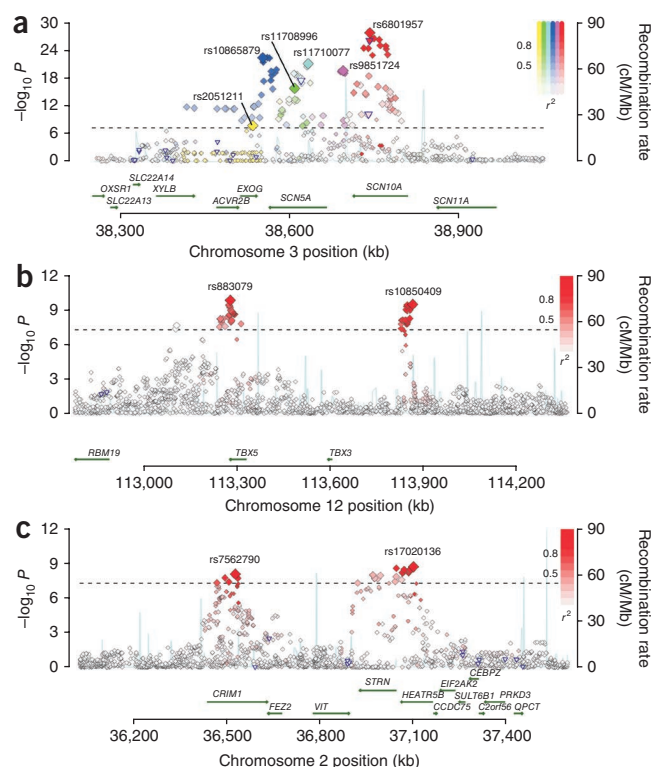 a
30
24
18
12
6
0
–log10 P
rs6801957
rs11708996
rs10865879
rs11710077
rs9851724
rs2051211
0.8
0.5
r2
90
60
30
0
Recombination rate
(cM/Mb)
SLC22A14
OXSR1
XYLB
EXOG
SCN5A
SCN10A
SLC22A13
ACVR2B
SCN11A
38,300
38,600
38,900
Chromosome 3 position (kb)
b
12
9
6
3
0
–log10 P
rs883079
rs10850409
0.8
0.5
r2
90
60
30
0
Recombination rate
(cM/Mb)
RBM19
TBX5
TBX3
113,000
113,300
113,600
113,900
114,200
Chromosome 12 position (kb)
c
12
9
6
3
0
–log10 P
rs7562790
rs17020136
0.8
0.5
r2
90
60
30
0
Recombination rate
(cM/Mb)
CEBPZ
STRN
EIF2AK2
CRIM1
HEATR5B
SULT6B1
PRKD3
FEZ2
VIT
CCDC75
C2orf56
QPCT
36,200
36,500
36,800
37,100
37,400
Chromosome 2 position (kb)